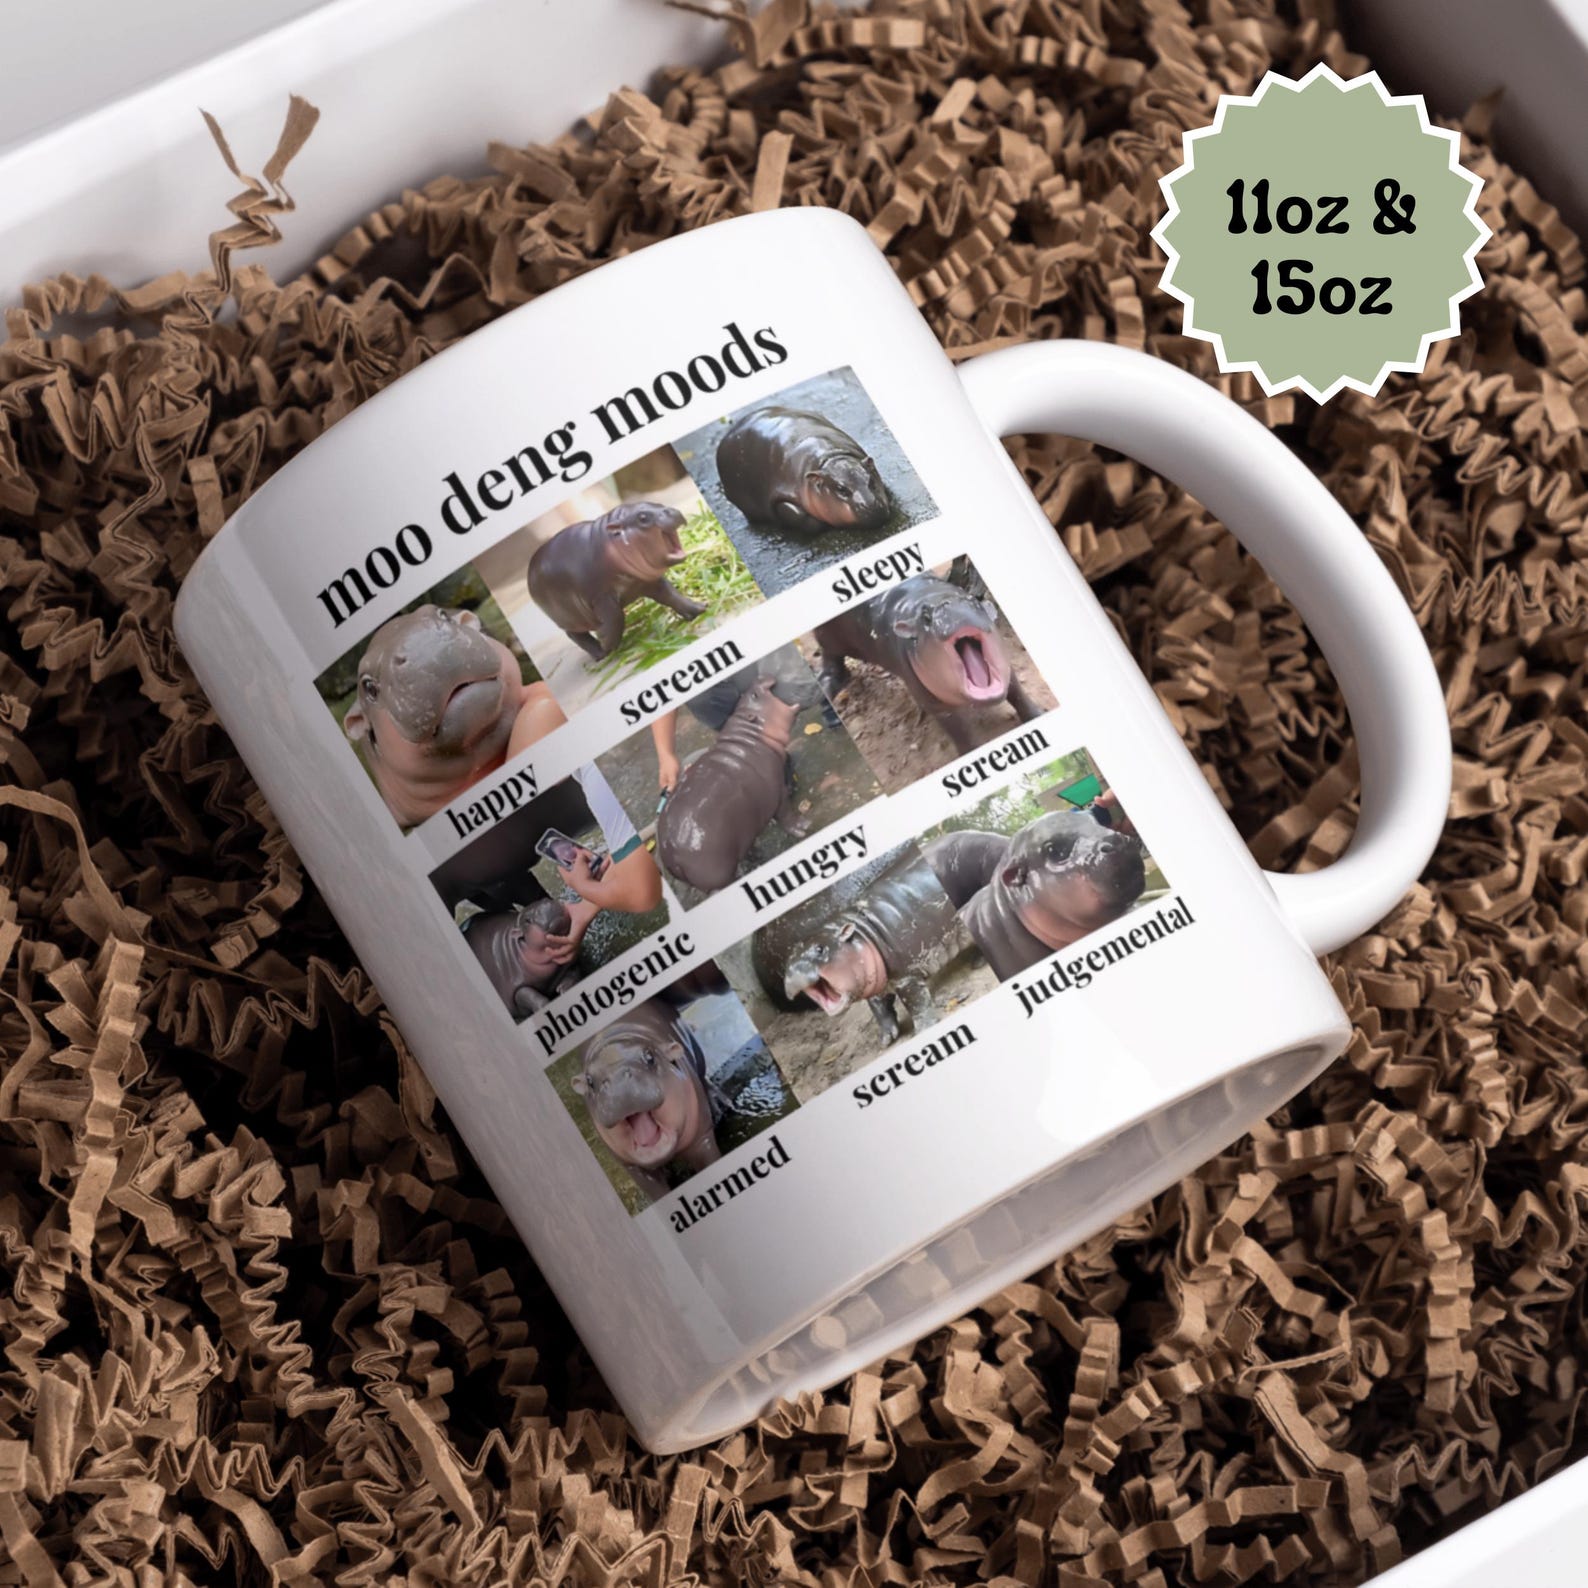 moo deng moods
happy scream sleepy
photogenic hungry scream
alarmed scream judgemental
11oz &
15oz